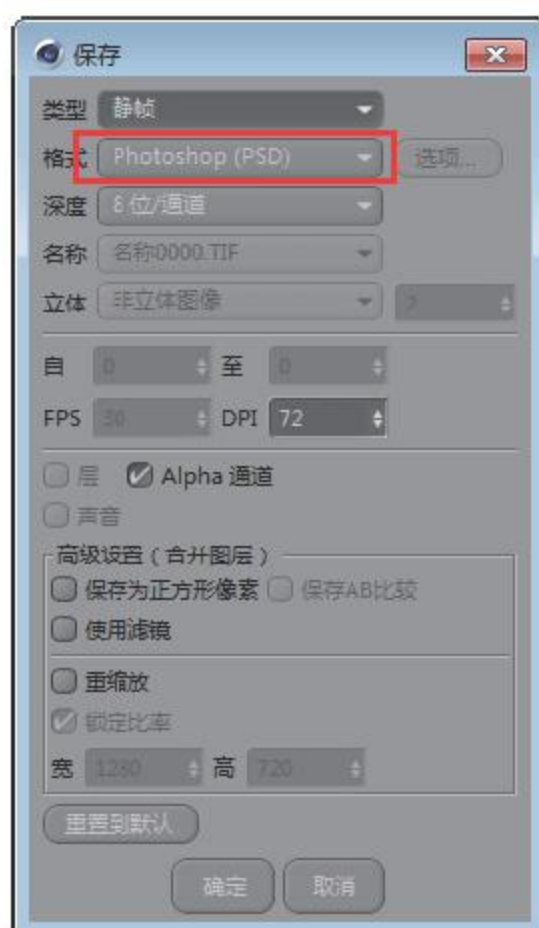 保存
类型 静帧
格式 Photoshop (PSD) 选项...
深度 8 位/通道
名称 名称0000.TIF
立体 非立体图像 2
自 0 至 0
FPS 30 DPI 72
层 Alpha 通道
声音
高级设置 ( 合并图层 )
保存为正方形像素 保存AB比较
使用滤镜
重缩放
锁定比率
宽 1280 高 720
重置到默认
确定 取消